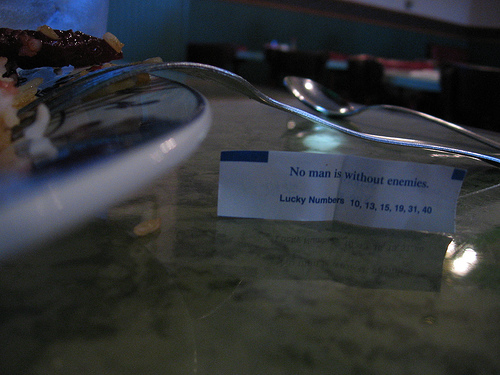 No man is without enemies.
Lucky Numbers 10, 13, 15, 19, 31, 40